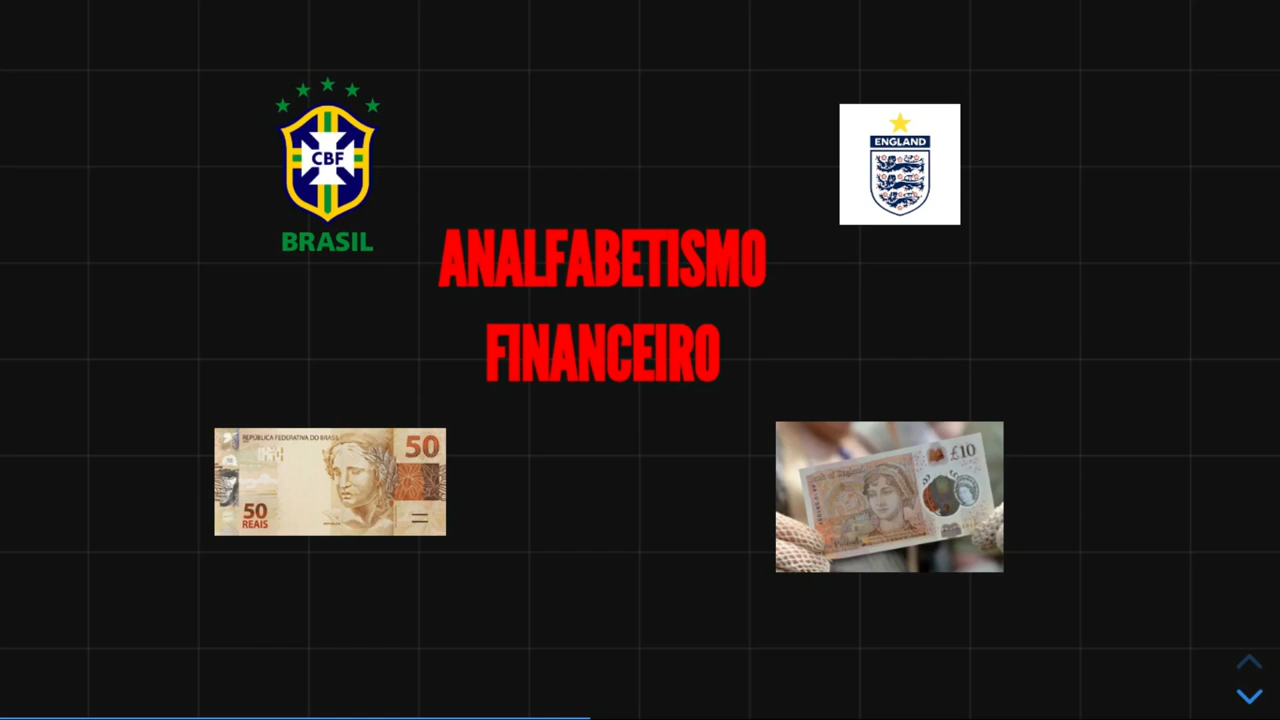 CBF
BRASIL
ENGLAND
ANALFABETISMO
FINANCEIRO
REPÚBLICA FEDERATIVA DO BRASIL
50
50
REAIS
£10